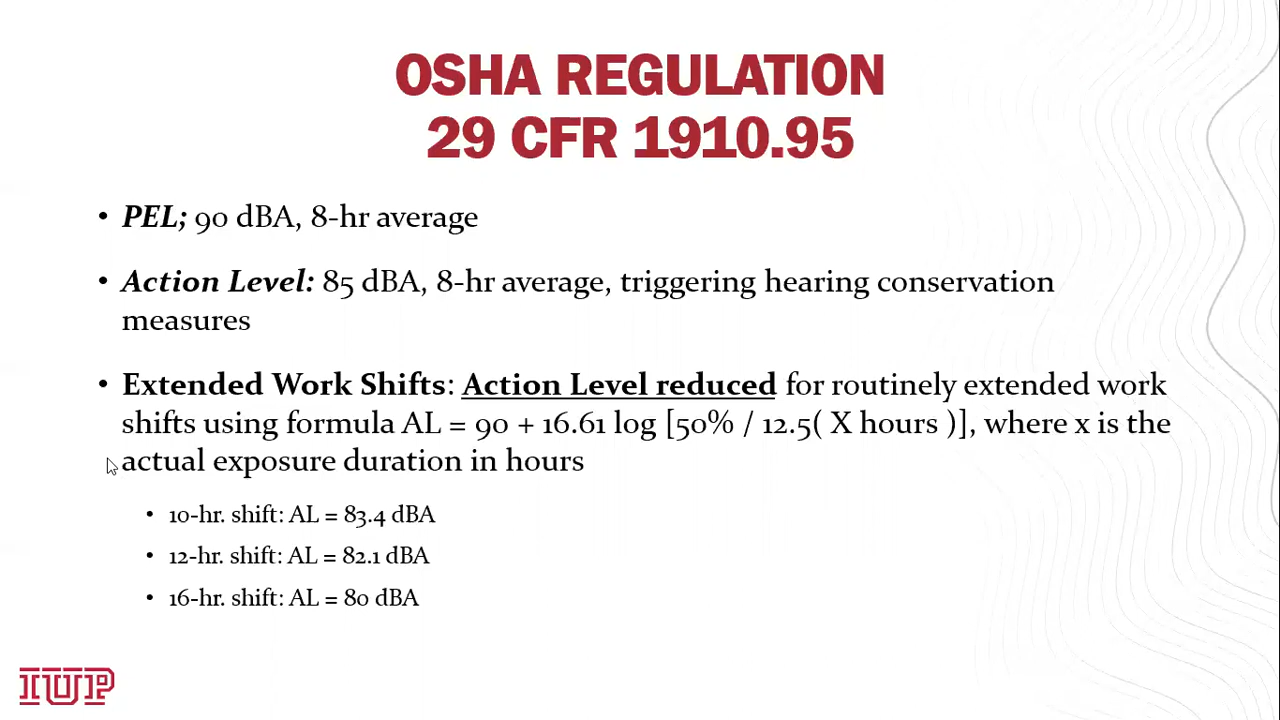 OSHA REGULATION
29 CFR 1910.95
• PEL; 90 dBA, 8-hr average
• Action Level: 85 dBA, 8-hr average, triggering hearing conservation
measures
• Extended Work Shifts: Action Level reduced for routinely extended work
shifts using formula AL = 90 + 16.61 log [50% / 12.5( X hours )], where x is the
actual exposure duration in hours
• 10-hr. shift: AL = 83.4 dBA
• 12-hr. shift: AL = 82.1 dBA
• 16-hr. shift: AL = 80 dBA
IUP